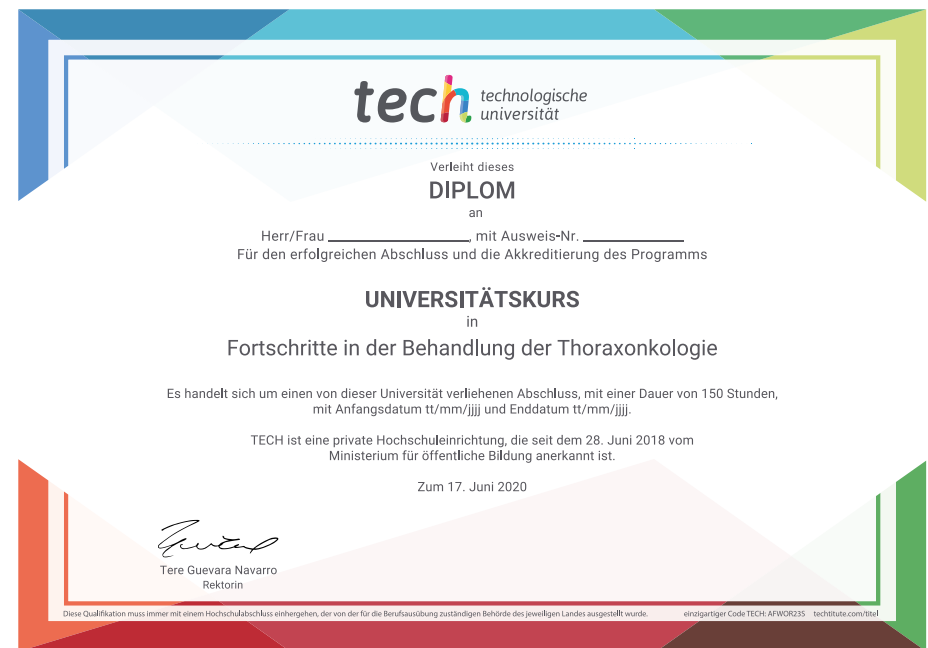 tech technologische
universität
Verleiht dieses
DIPLOM
an
Herr/Frau ____________________, mit Ausweis-Nr. ______________
Für den erfolgreichen Abschluss und die Akkreditierung des Programms
UNIVERSITÄTSKURS
in
Fortschritte in der Behandlung der Thoraxonkologie
Es handelt sich um einen von dieser Universität verliehenen Abschluss, mit einer Dauer von 150 Stunden,
mit Anfangsdatum tt/mm/jjjj und Enddatum tt/mm/jjjj.
TECH ist eine private Hochschuleinrichtung, die seit dem 28. Juni 2018 vom
Ministerium für öffentliche Bildung anerkannt ist.
Zum 17. Juni 2020
Tere Guevara Navarro
Rektorin
Diese Qualifikation muss immer mit einem Hochschulabschluss einhergehen, der von der für die Berufsausübung zuständigen Behörde des jeweiligen Landes ausgestellt wurde. einzigartiger Code TECH: AFWOR23S techtitute.com/titel